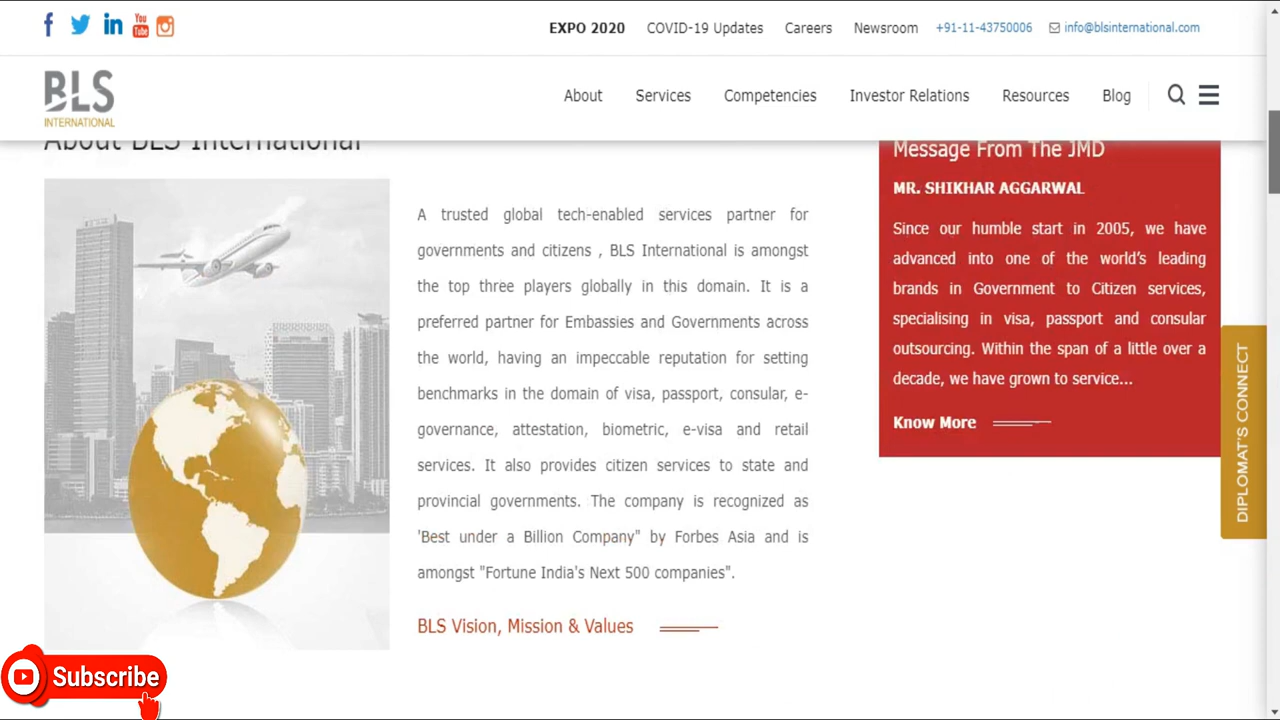 You
Tube
EXPO 2020 COVID-19 Updates Careers Newsroom +91-11-43750006 info@blsinternational.com
BLS
INTERNATIONAL
About Services Competencies Investor Relations Resources Blog
About BLS International
A trusted global tech-enabled services partner for
governments and citizens , BLS International is amongst
the top three players globally in this domain. It is a
preferred partner for Embassies and Governments across
the world, having an impeccable reputation for setting
benchmarks in the domain of visa, passport, consular, e-
governance, attestation, biometric, e-visa and retail
services. It also provides citizen services to state and
provincial governments. The company is recognized as
'Best under a Billion Company" by Forbes Asia and is
amongst "Fortune India's Next 500 companies".
BLS Vision, Mission & Values
Message From The JMD
MR. SHIKHAR AGGARWAL
Since our humble start in 2005, we have
advanced into one of the world's leading
brands in Government to Citizen services,
specialising in visa, passport and consular
outsourcing. Within the span of a little over a
decade, we have grown to service...
Know More
DIPLOMAT'S CONNECT
Subscribe